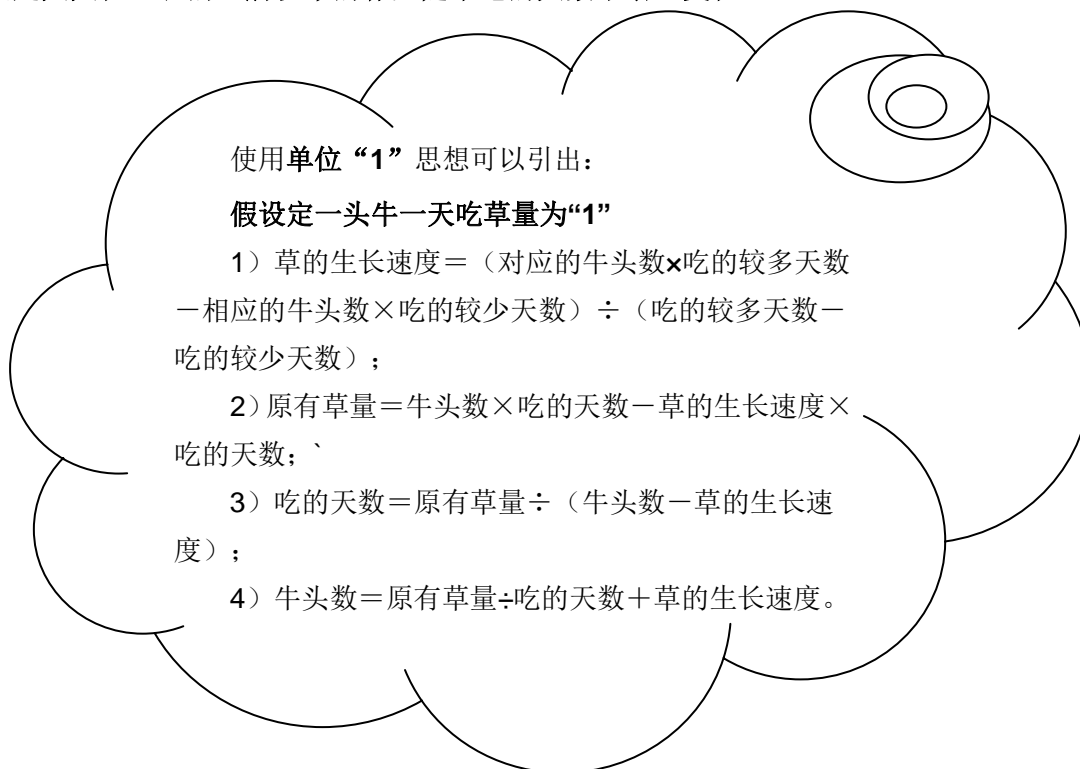 使用单位“1”思想可以引出：
假设定一头牛一天吃草量为“1”
1）草的生长速度＝（对应的牛头数×吃的较多天数
－相应的牛头数×吃的较少天数）÷（吃的较多天数－
吃的较少天数）；
2）原有草量＝牛头数×吃的天数－草的生长速度×
吃的天数；`
3）吃的天数＝原有草量÷（牛头数－草的生长速
度）；
4）牛头数＝原有草量÷吃的天数＋草的生长速度。